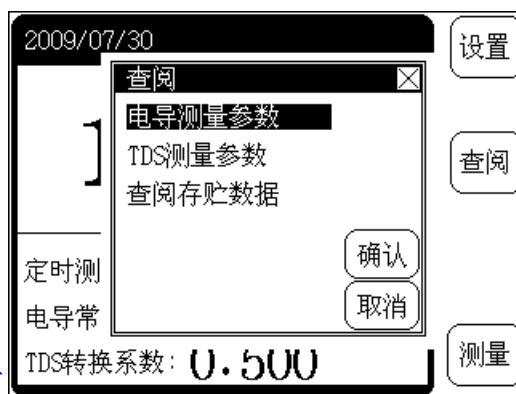 2009/07/30
设置
查阅
电导测量参数
TDS测量参数
查阅存贮数据
查阅
确认
定时测
取消
电导常
TDS转换系数: 0.500
测量